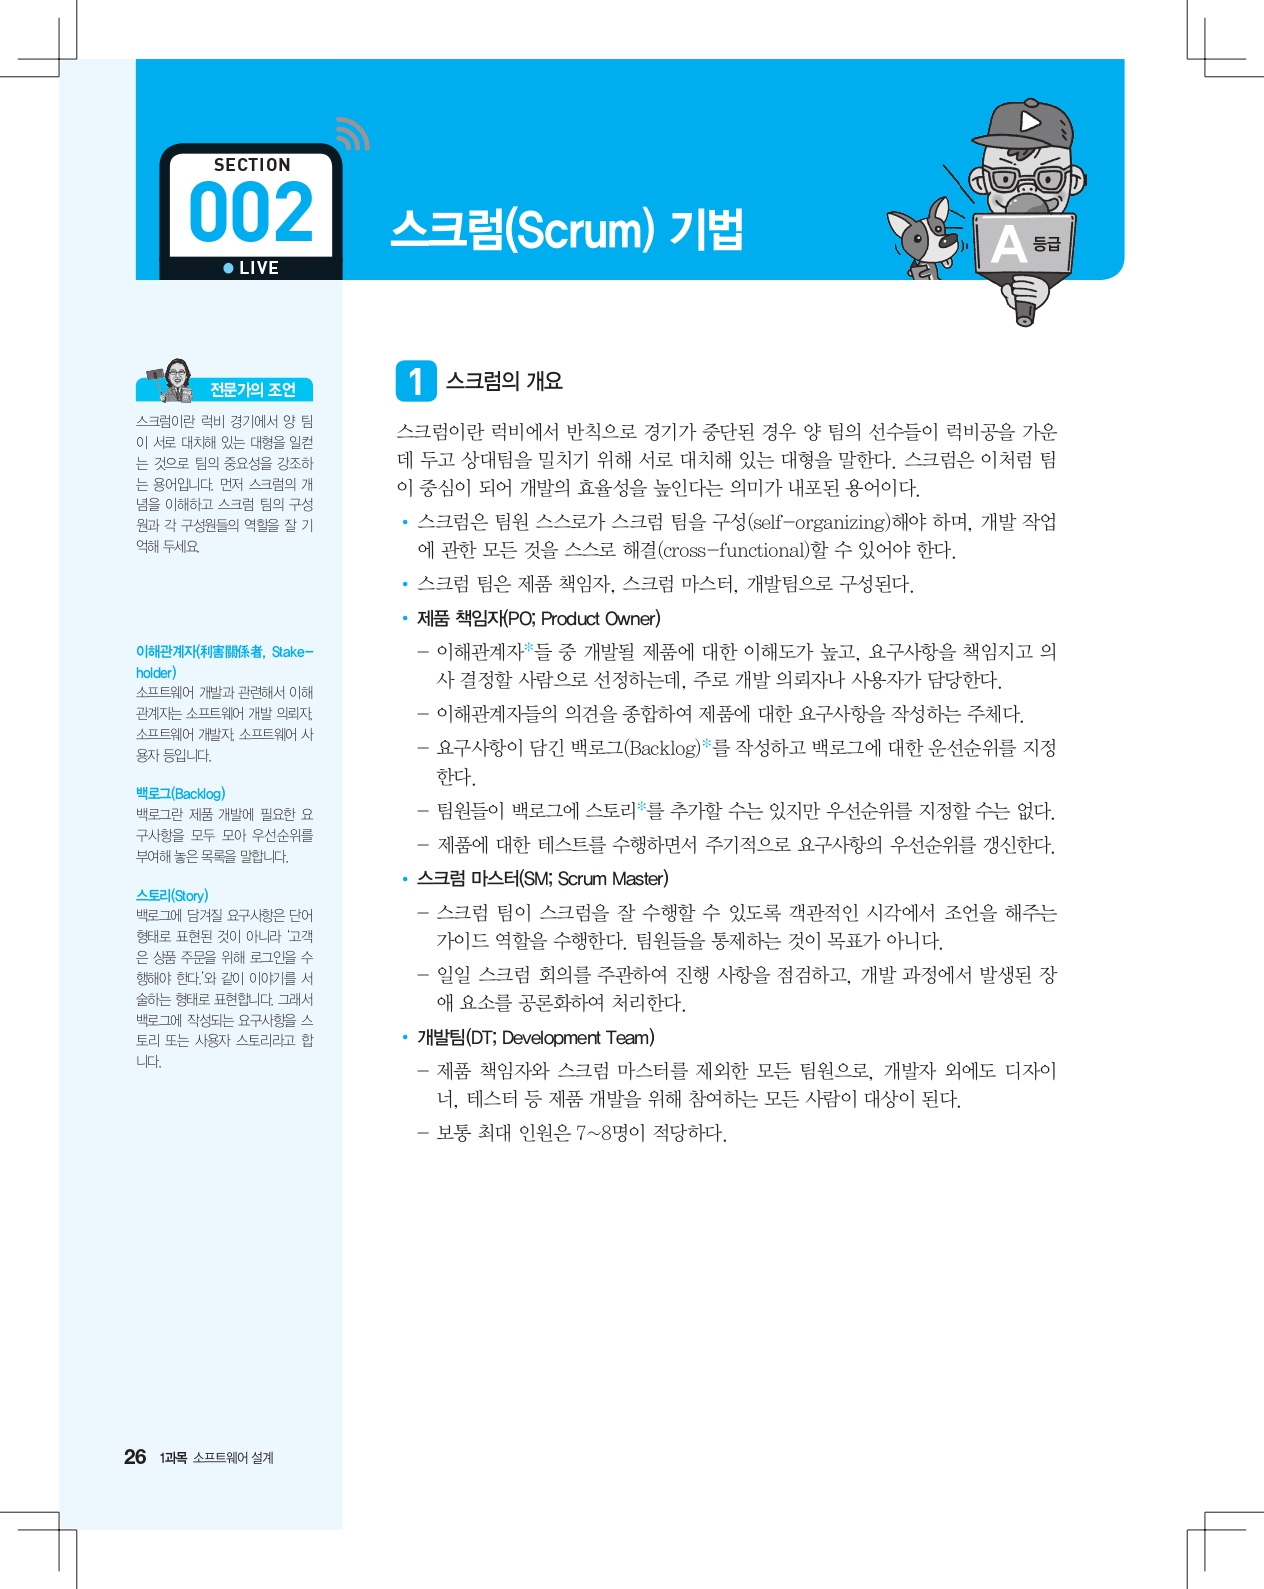 SECTION
002
LIVE
스크럼(Scrum) 기법
A 등급
전문가의 조언
스크럼이란 럭비 경기에서 양 팀
이 서로 대치해 있는 대형을 일컫
는 것으로 팀의 중요성을 강조하
는 용어입니다. 먼저 스크럼의 개
념을 이해하고 스크럼 팀의 구성
원과 각 구성원들의 역할을 잘 기
억해 두세요.
이해관계자(利害關係者, Stake-
holder)
소프트웨어 개발과 관련해서 이해
관계자는 소프트웨어 개발 의뢰자,
소프트웨어 개발자, 소프트웨어 사
용자 등입니다.
백로그(Backlog)
백로그란 제품 개발에 필요한 요
구사항을 모두 모아 우선순위를
부여해 놓은 목록을 말합니다.
스토리(Story)
백로그에 담겨질 요구사항은 단어
형태로 표현된 것이 아니라 '고객
은 상품 주문을 위해 로그인을 수
행해야 한다.'와 같이 이야기를 서
술하는 형태로 표현합니다. 그래서
백로그에 작성되는 요구사항을 스
토리 또는 사용자 스토리라고 합
니다.
1 스크럼의 개요
스크럼이란 럭비에서 반칙으로 경기가 중단된 경우 양 팀의 선수들이 럭비공을 가운
데 두고 상대팀을 밀치기 위해 서로 대치해 있는 대형을 말한다. 스크럼은 이처럼 팀
이 중심이 되어 개발의 효율성을 높인다는 의미가 내포된 용어이다.
• 스크럼은 팀원 스스로가 스크럼 팀을 구성(self-organizing)해야 하며, 개발 작업
에 관한 모든 것을 스스로 해결(cross-functional)할 수 있어야 한다.
• 스크럼 팀은 제품 책임자, 스크럼 마스터, 개발팀으로 구성된다.
• 제품 책임자(PO; Product Owner)
– 이해관계자*들 중 개발될 제품에 대한 이해도가 높고, 요구사항을 책임지고 의
사 결정할 사람으로 선정하는데, 주로 개발 의뢰자나 사용자가 담당한다.
– 이해관계자들의 의견을 종합하여 제품에 대한 요구사항을 작성하는 주체다.
– 요구사항이 담긴 백로그(Backlog)*를 작성하고 백로그에 대한 운선순위를 지정
한다.
– 팀원들이 백로그에 스토리*를 추가할 수는 있지만 우선순위를 지정할 수는 없다.
– 제품에 대한 테스트를 수행하면서 주기적으로 요구사항의 우선순위를 갱신한다.
• 스크럼 마스터(SM; Scrum Master)
– 스크럼 팀이 스크럼을 잘 수행할 수 있도록 객관적인 시각에서 조언을 해주는
가이드 역할을 수행한다. 팀원들을 통제하는 것이 목표가 아니다.
– 일일 스크럼 회의를 주관하여 진행 사항을 점검하고, 개발 과정에서 발생된 장
애 요소를 공론화하여 처리한다.
• 개발팀(DT; Development Team)
– 제품 책임자와 스크럼 마스터를 제외한 모든 팀원으로, 개발자 외에도 디자이
너, 테스터 등 제품 개발을 위해 참여하는 모든 사람이 대상이 된다.
– 보통 최대 인원은 7~8명이 적당하다.
26 1과목 소프트웨어 설계